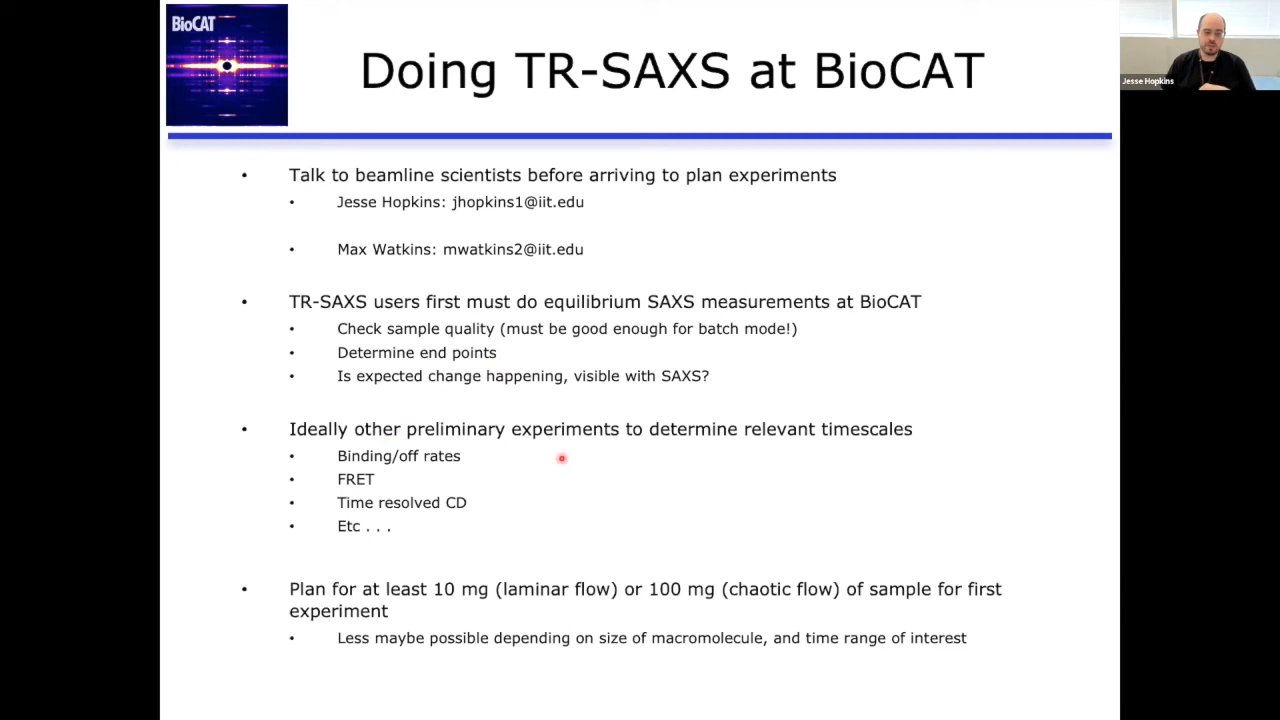 BioCAT
Doing TR-SAXS at BioCAT
Jesse Hopkins
• Talk to beamline scientists before arriving to plan experiments
• Jesse Hopkins: jhopkins1@iit.edu
• Max Watkins: mwatkins2@iit.edu
• TR-SAXS users first must do equilibrium SAXS measurements at BioCAT
• Check sample quality (must be good enough for batch mode!)
• Determine end points
• Is expected change happening, visible with SAXS?
• Ideally other preliminary experiments to determine relevant timescales
• Binding/off rates
• FRET
• Time resolved CD
• Etc . . .
• Plan for at least 10 mg (laminar flow) or 100 mg (chaotic flow) of sample for first
experiment
• Less maybe possible depending on size of macromolecule, and time range of interest